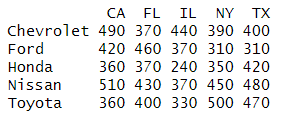 CA FL IL NY TX
Chevrolet 490 370 440 390 400
Ford 420 460 370 310 310
Honda 360 370 240 350 420
Nissan 510 430 370 450 480
Toyota 360 400 330 500 470